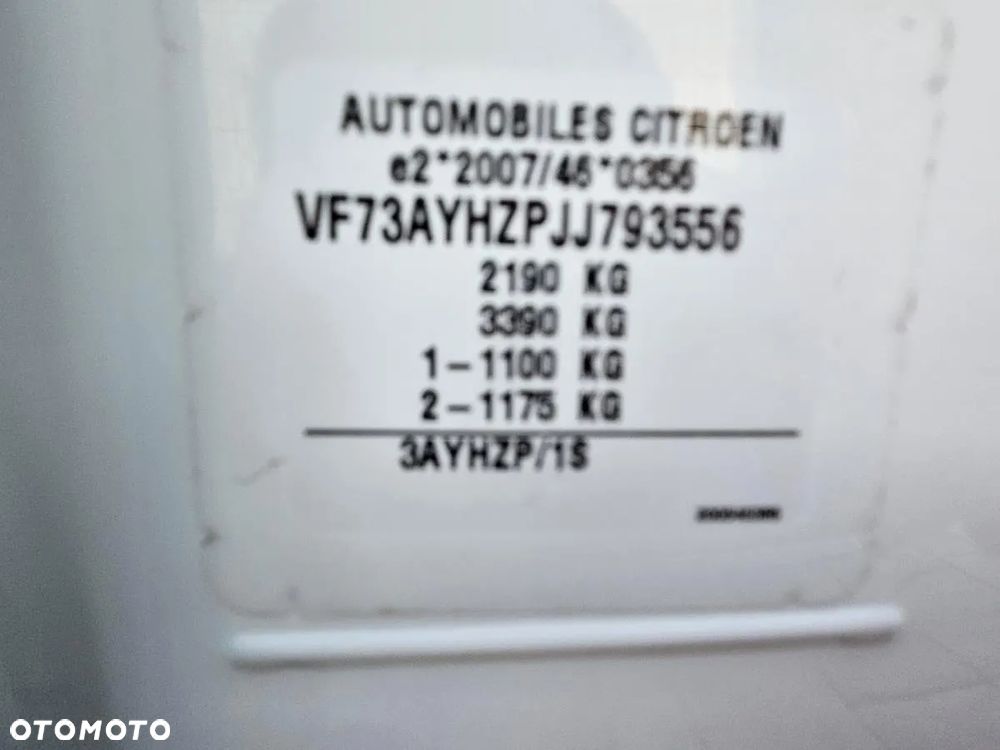 AUTOMOBILES CITROEN
e2*2007/46*0356
VF73AYHZPJJ793556
2190 KG
3390 KG
1-1100 KG
2-1175 KG
3AYHZP/1S
OTOMOTO